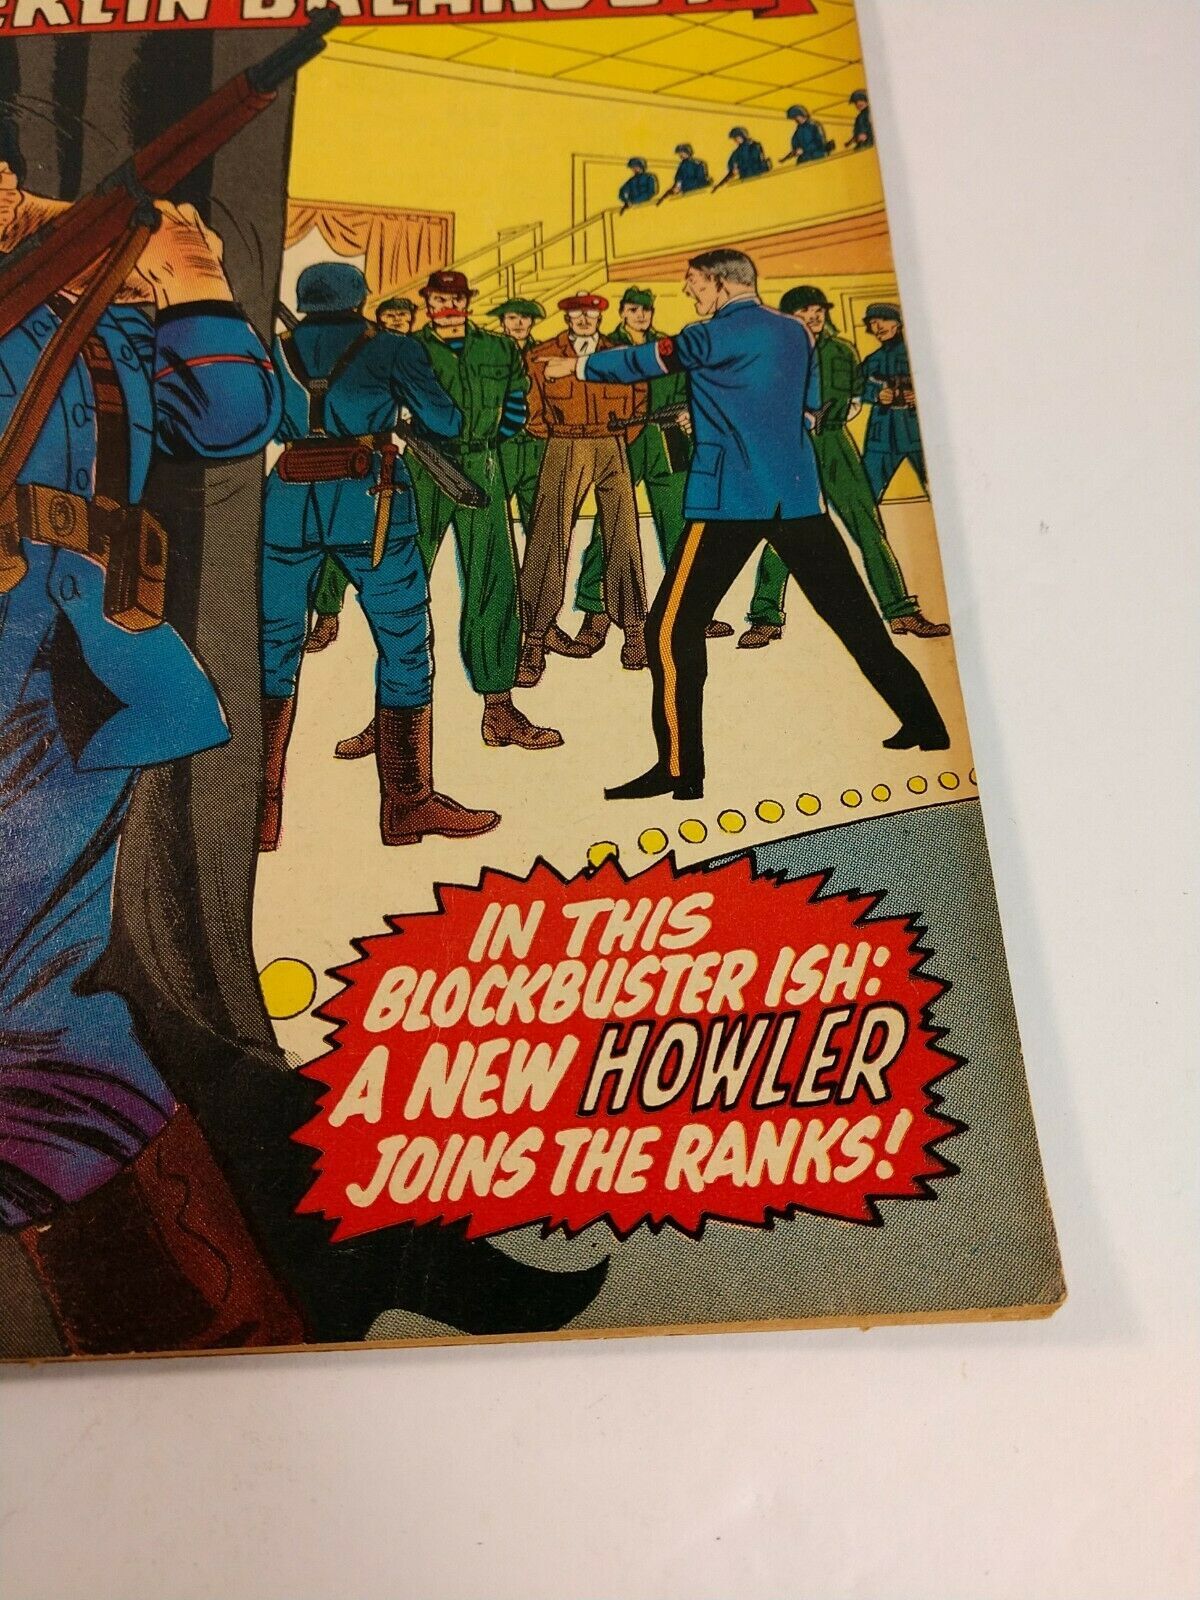 IN THIS
BLOCKBUSTER ISH:
A NEW HOWLER
JOINS THE RANKS!